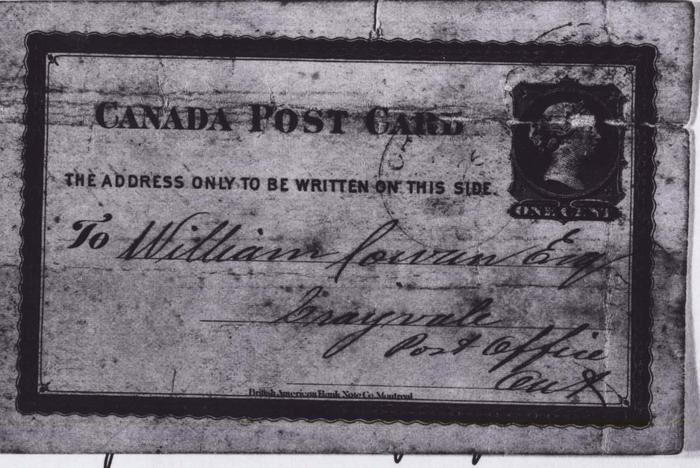 CANADA POST CARD
ONE CENT
THE ADDRESS ONLY TO BE WRITTEN ON THIS SIDE.
To William Cowan Esq
Post Office
Ont
British American Bank Note Co. Montreal